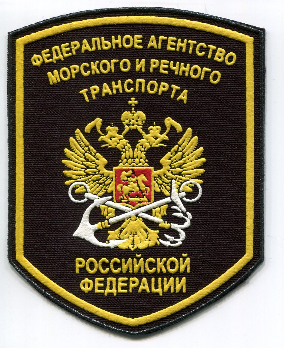 ФЕДЕРАЛЬНОЕ АГЕНТСТВО
МОРСКОГО И РЕЧНОГО
ТРАНСПОРТА
РОССИЙСКОЙ
ФЕДЕРАЦИИ